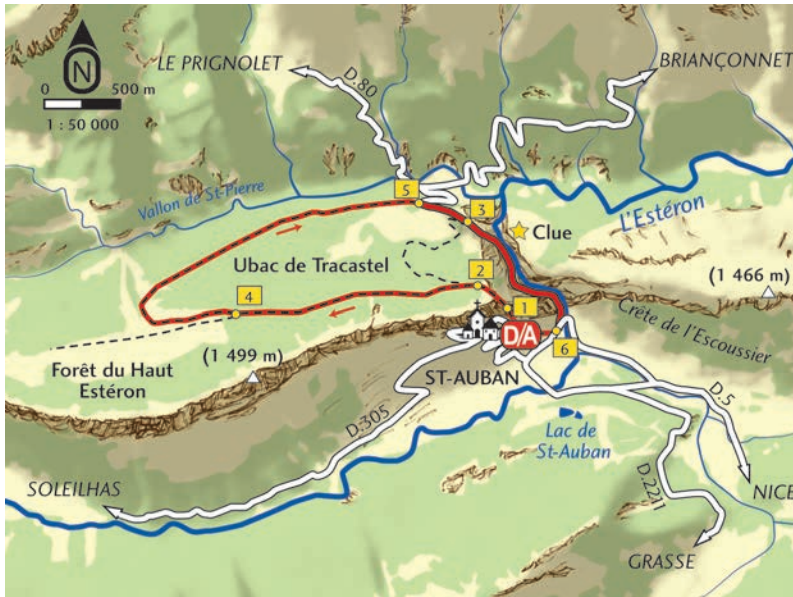 N
0 500 m
1 : 50 000
LE PRIGNOLET
D.80
BRIANÇONNET
Vallon de St-Pierre
5
3
Clue
L'Estéron
Ubac de Tracastel
2
(1 466 m)
4
1
Crête de l'Escoussier
D/A
6
Forêt du Haut
Estéron
(1 499 m)
ST-AUBAN
D.5
D.305
Lac de
St-Auban
SOLEILHAS
D.2211
NICE
GRASSE